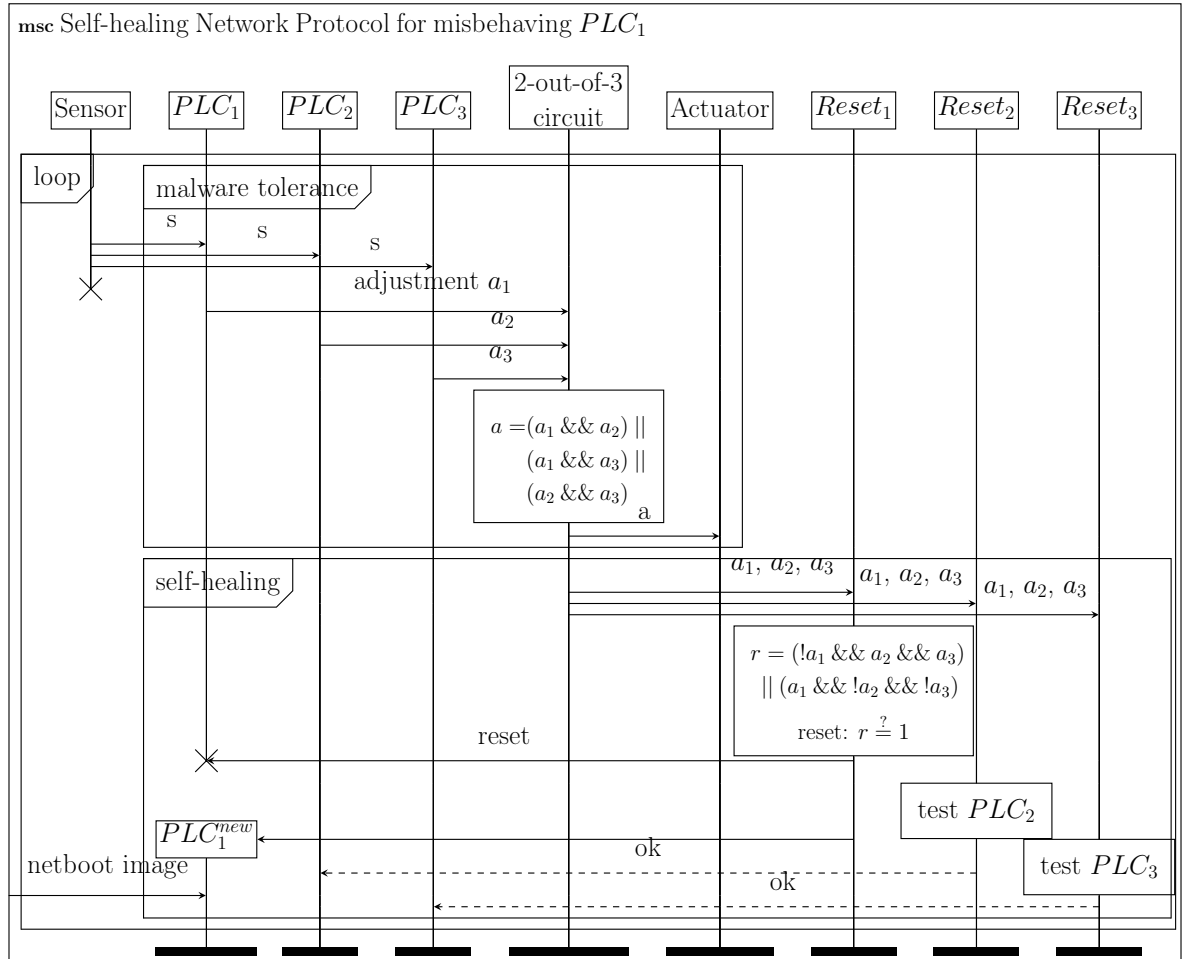 msc Self-healing Network Protocol for misbehaving PLC₁
Sensor
PLC₁
PLC₂
PLC₃
2-out-of-3
circuit
Actuator
Reset₁
Reset₂
Reset₃
loop
malware tolerance
s
s
s
adjustment a₁
a₂
a₃
a =(a₁ && a₂) ||
(a₁ && a₃) ||
(a₂ && a₃)
a
self-healing
a₁, a₂, a₃
a₁, a₂, a₃
a₁, a₂, a₃
r = (!a₁ && a₂ && a₃)
|| (a₁ && !a₂ && !a₃)
reset: r ≟ 1
reset
test PLC₂
PLC₁ⁿᵉʷ
ok
netboot image
test PLC₃
ok